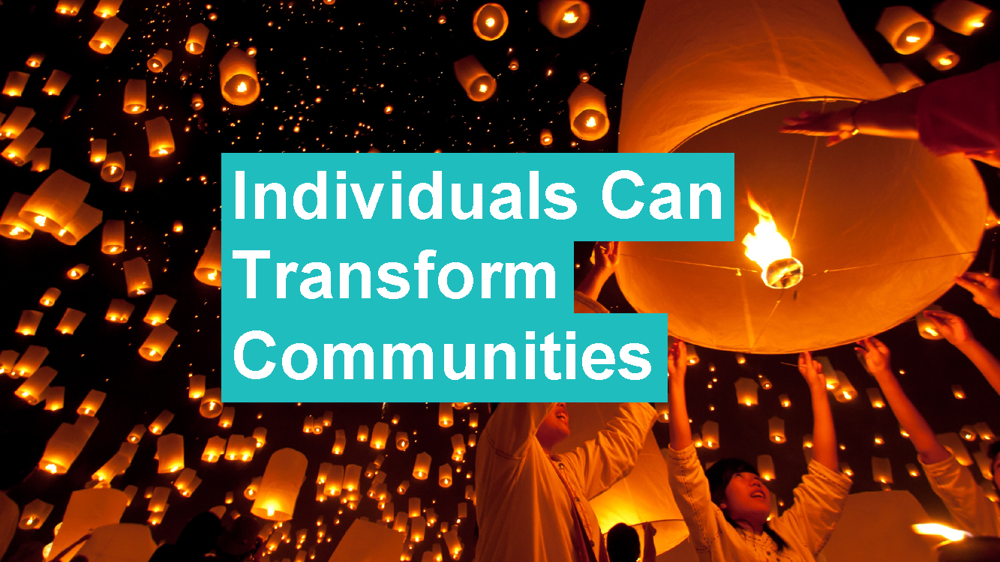 Individuals Can
Transform
Communities